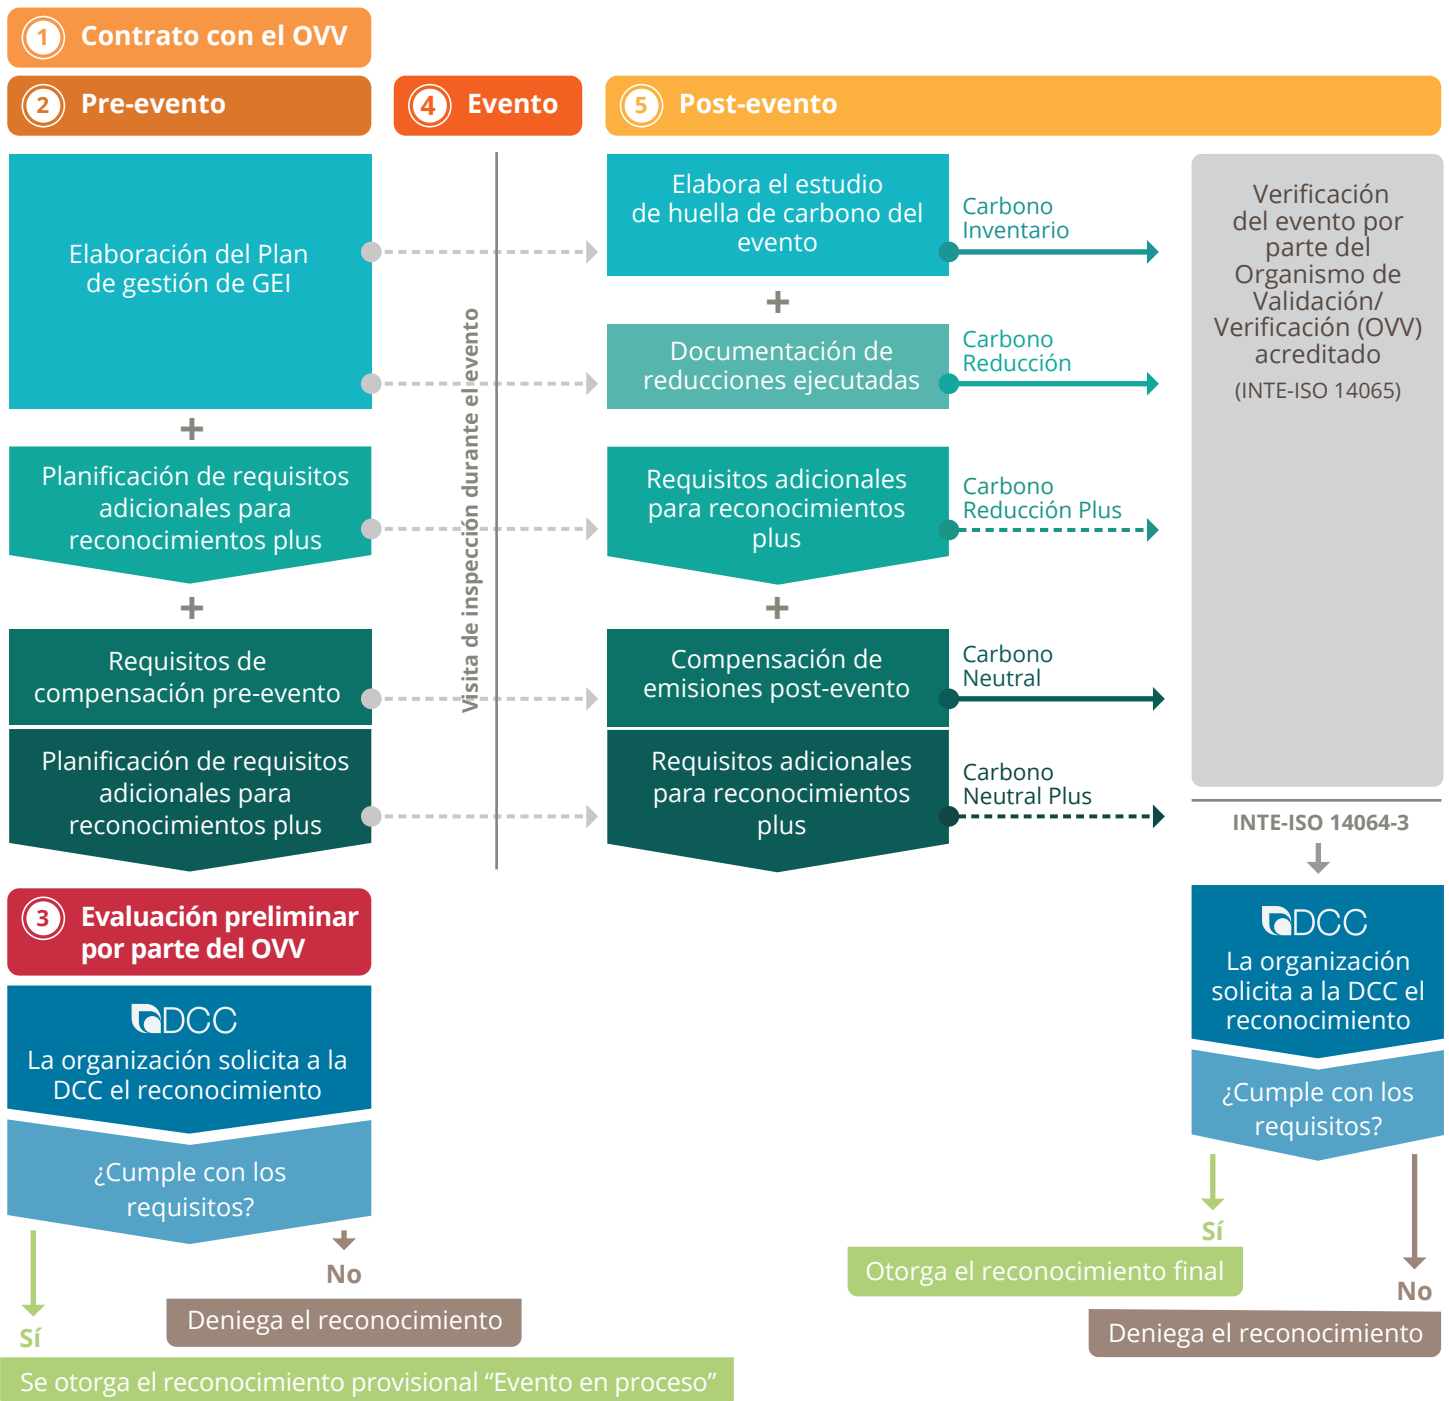 1 Contrato con el OVV
2 Pre-evento
4 Evento
5 Post-evento
Elaboración del Plan
de gestión de GEI
+
Planificación de requisitos
adicionales para
reconocimientos plus
+
Requisitos de
compensación pre-evento
Planificación de requisitos
adicionales para
reconocimientos plus
3 Evaluación preliminar
por parte del OVV
DCC
La organización solicita a la
DCC el reconocimiento
¿Cumple con los
requisitos?
No
Deniega el reconocimiento
Sí
Se otorga el reconocimiento provisional “Evento en proceso”
Visita de inspección durante el evento
Elabora el estudio
de huella de carbono del
evento
Carbono
Inventario
+
Documentación de
reducciones ejecutadas
Carbono
Reducción
Requisitos adicionales
para reconocimientos
plus
Carbono
Reducción Plus
+
Compensación de
emisiones post-evento
Carbono
Neutral
Requisitos adicionales
para reconocimientos
plus
Carbono
Neutral Plus
Verificación
del evento por
parte del
Organismo de
Validación/
Verificación (OVV)
acreditado
(INTE-ISO 14065)
INTE-ISO 14064-3
DCC
La organización
solicita a la DCC el
reconocimiento
¿Cumple con los
requisitos?
Sí
Otorga el reconocimiento final
No
Deniega el reconocimiento